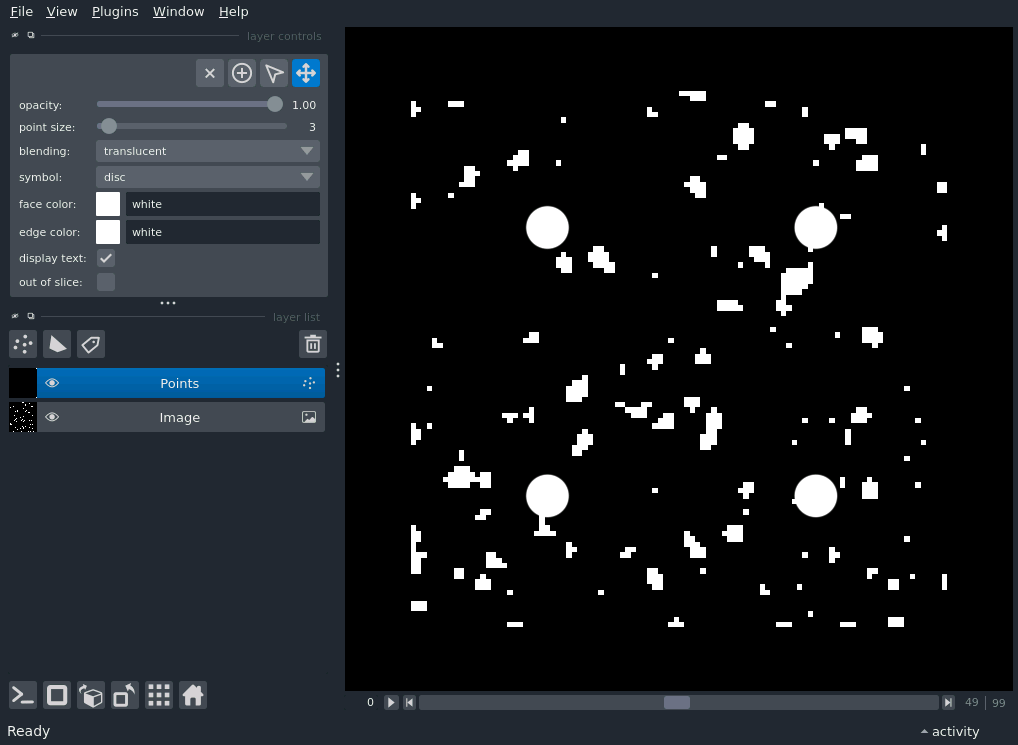 File View Plugins Window Help
layer controls
opacity: 1.00
point size: 3
blending: translucent
symbol: disc
face color: white
edge color: white
display text:
out of slice:
layer list
Points
Image
0 49 | 99
Ready activity